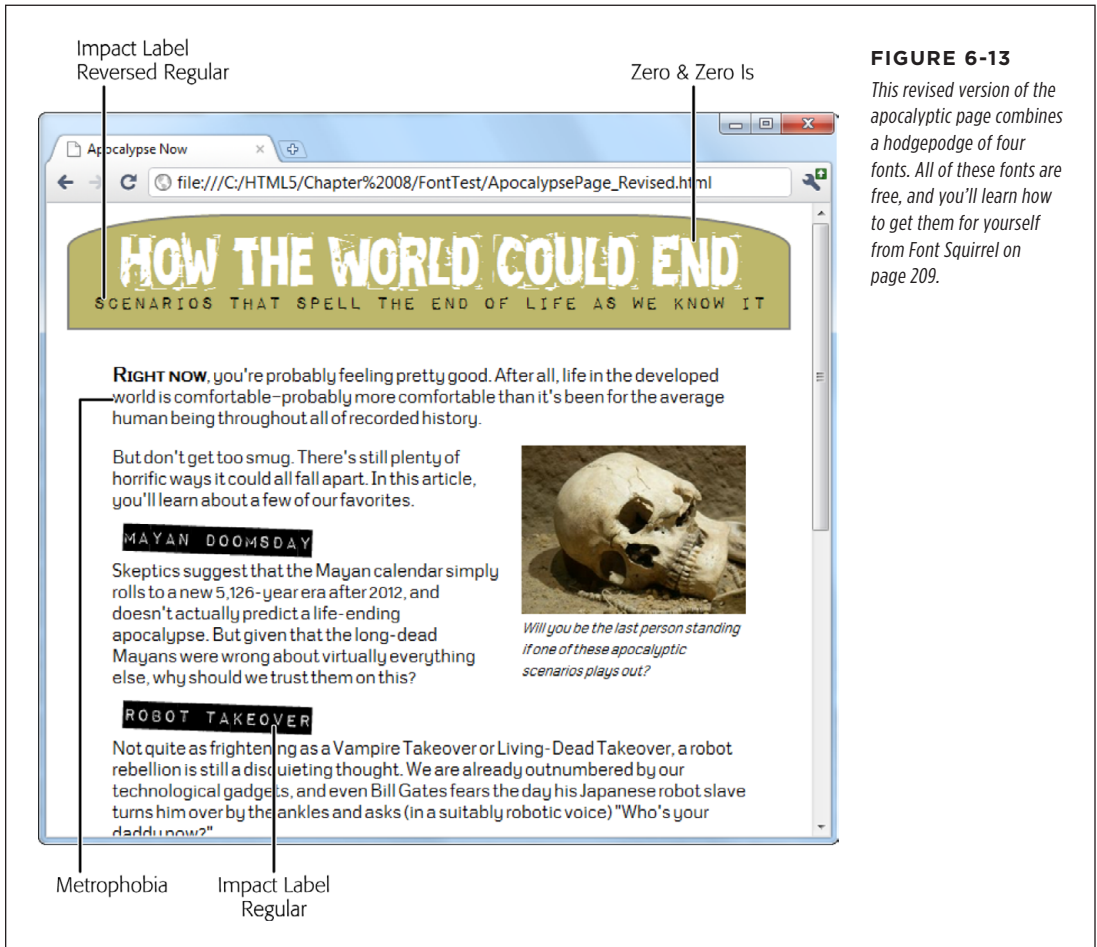 Impact Label
Reversed Regular
Zero & Zero Is
FIGURE 6-13
This revised version of the
apocalyptic page combines
a hodgepodge of four
fonts. All of these fonts are
free, and you'll learn how
to get them for yourself
from Font Squirrel on
page 209.
Apocalypse Now
file:///C:/HTML5/Chapter%2008/FontTest/ApocalypsePage_Revised.html
HOW THE WORLD COULD END
SCENARIOS THAT SPELL THE END OF LIFE AS WE KNOW IT
RIGHT NOW, you're probably feeling pretty good. After all, life in the developed
world is comfortable—probably more comfortable than it's been for the average
human being throughout all of recorded history.
But don't get too smug. There's still plenty of
horrific ways it could all fall apart. In this article,
you'll learn about a few of our favorites.
MAYAN DOOMSDAY
Skeptics suggest that the Mayan calendar simply
rolls to a new 5,126-year era after 2012, and
doesn't actually predict a life-ending
apocalypse. But given that the long-dead
Mayans were wrong about virtually everything
else, why should we trust them on this?
Will you be the last person standing
if one of these apocalyptic
scenarios plays out?
ROBOT TAKEOVER
Not quite as frightening as a Vampire Takeover or Living-Dead Takeover, a robot
rebellion is still a disquieting thought. We are already outnumbered by our
technological gadgets, and even Bill Gates fears the day his Japanese robot slave
turns him over by the ankles and asks (in a suitably robotic voice) "Who's your
daddy now?"
Metrophobia
Impact Label
Regular